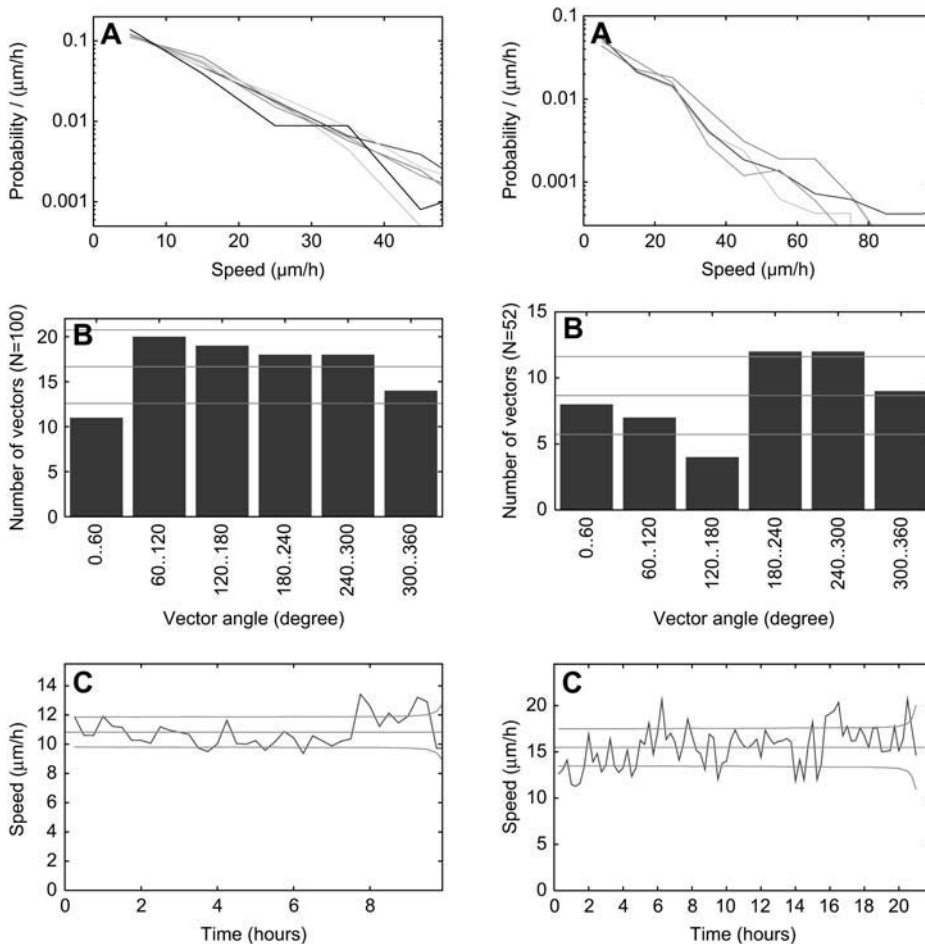 A
0.1
0.01
0.001
Probability / (µm/h)
0 10 20 30 40
Speed (µm/h)
A
0.1
0.01
0.001
Probability / (µm/h)
0 20 40 60 80
Speed (µm/h)
B
20
15
10
5
0
Number of vectors (N=100)
0..60
60..120
120..180
180..240
240..300
300..360
Vector angle (degree)
B
15
10
5
0
Number of vectors (N=52)
0..60
60..120
120..180
180..240
240..300
300..360
Vector angle (degree)
C
14
12
10
8
6
4
2
0
Speed (µm/h)
0 2 4 6 8
Time (hours)
C
20
15
10
5
0
Speed (µm/h)
0 2 4 6 8 10 12 14 16 18 20
Time (hours)